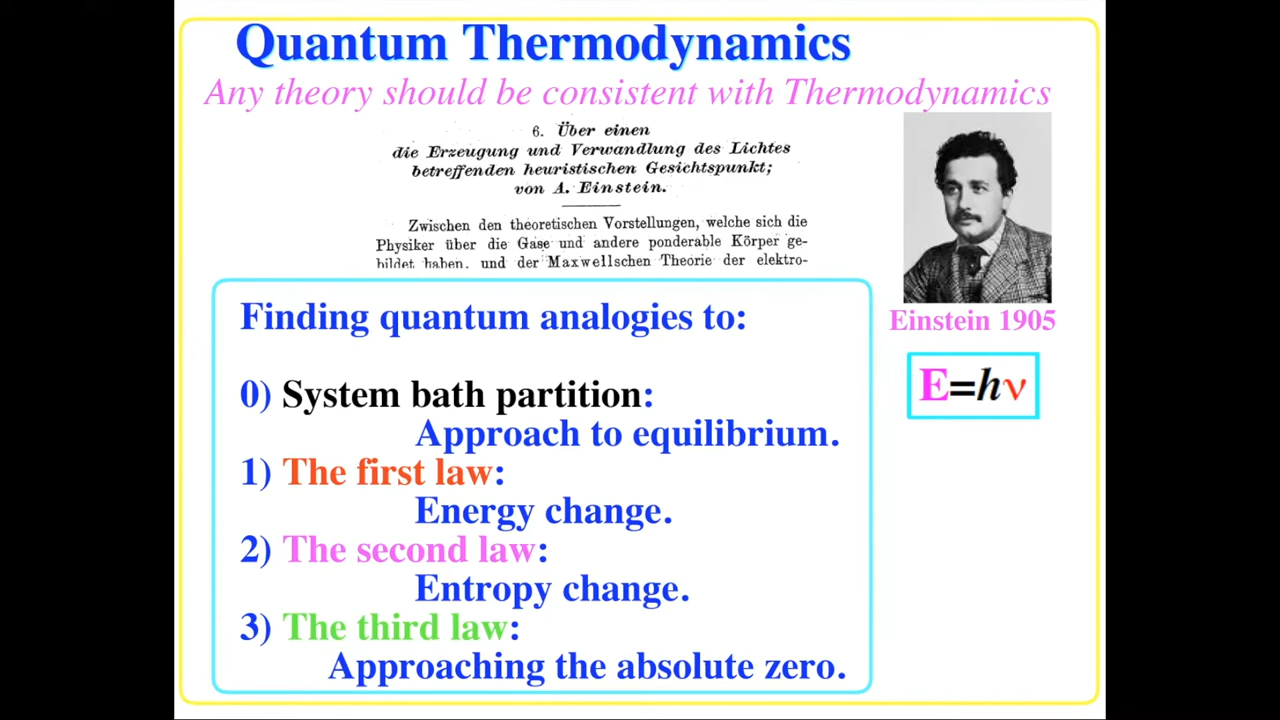 Quantum Thermodynamics
Any theory should be consistent with Thermodynamics
6. Über einen
die Erzeugung und Verwandlung des Lichtes
betreffenden heuristischen Gesichtspunkt;
von A. Einstein.
Zwischen den theoretischen Vorstellungen, welche sich die
Physiker über die Gase und andere ponderable Körper ge-
bildet haben, und der Maxwellschen Theorie der elektro-
Einstein 1905
E=hν
Finding quantum analogies to:
0) System bath partition:
Approach to equilibrium.
1) The first law:
Energy change.
2) The second law:
Entropy change.
3) The third law:
Approaching the absolute zero.